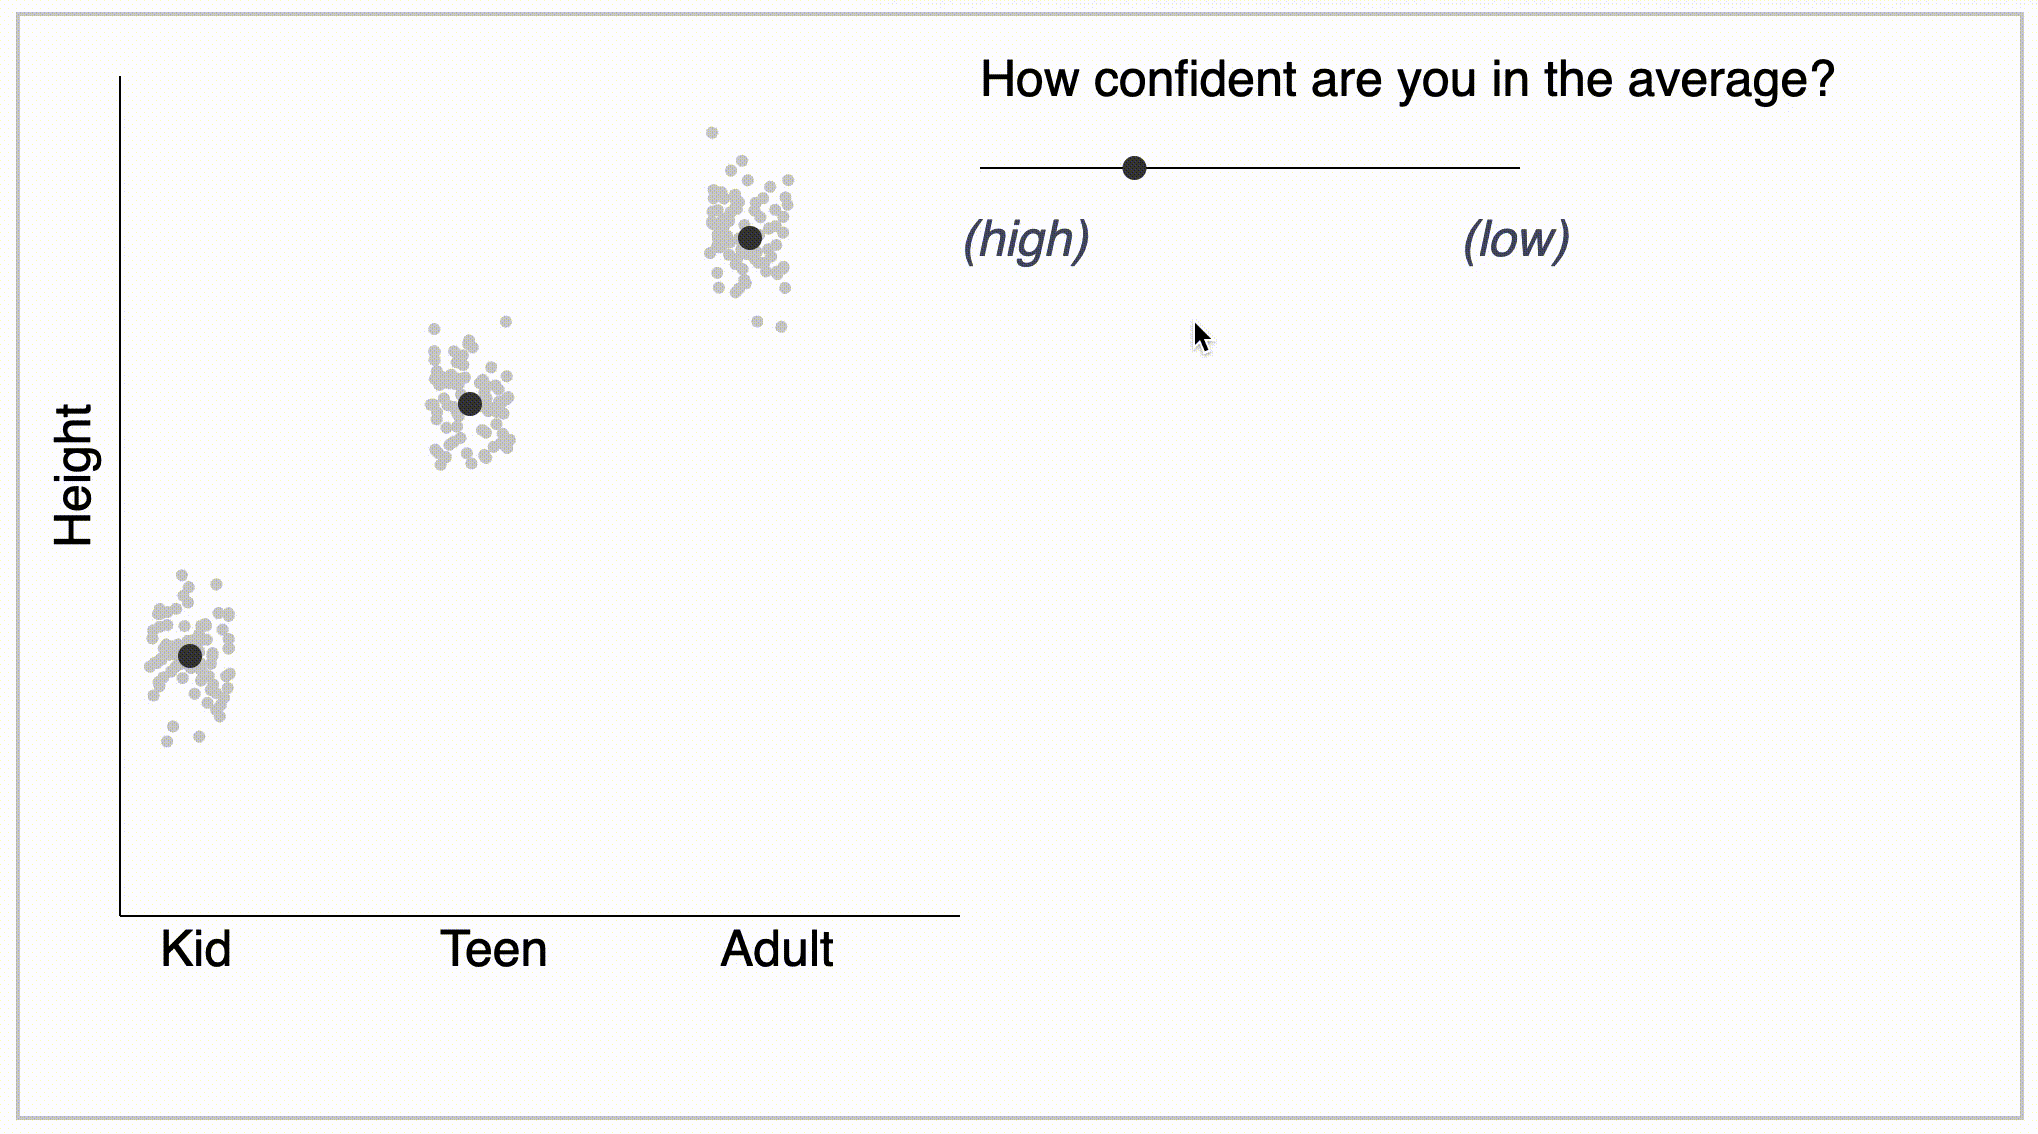 How confident are you in the average?
(high)
(low)
Height
Kid
Teen
Adult